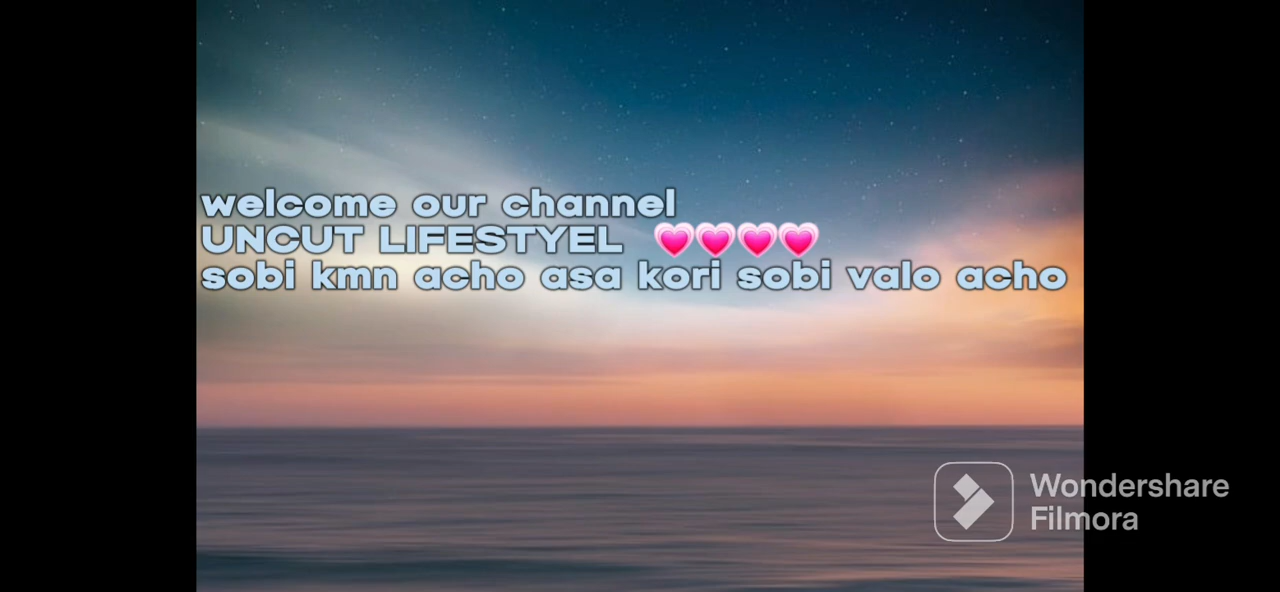 welcome our channel
UNCUT LIFESTYEL 💗💗💗💗
sobi kmn acho asa kori sobi valo acho
Wondershare
Filmora